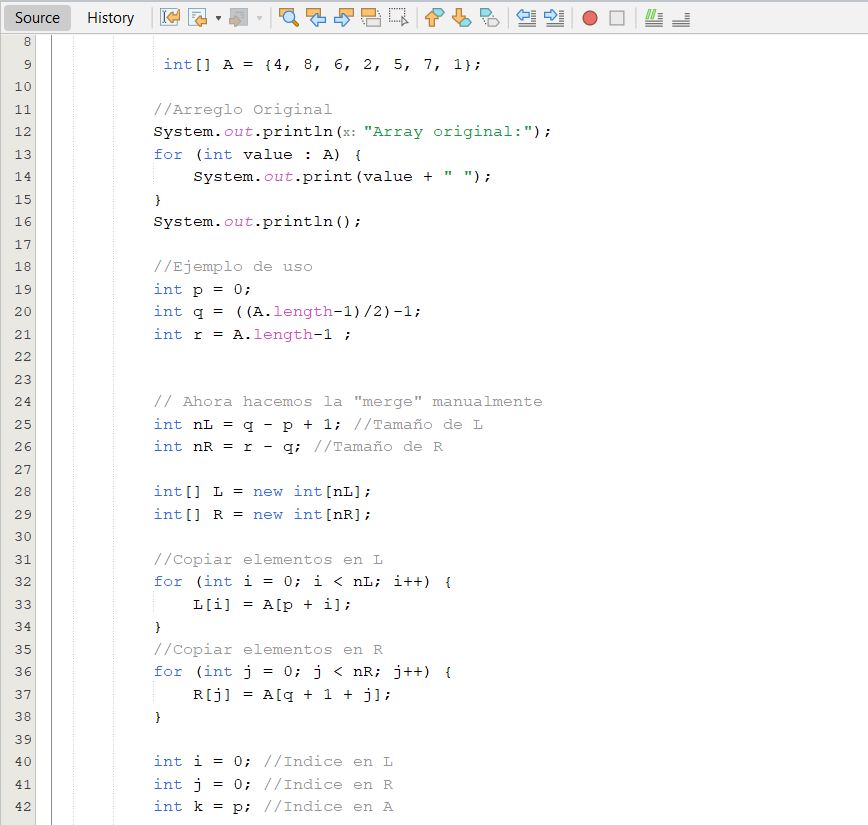 Source History
8
9 int[] A = {4, 8, 6, 2, 5, 7, 1};
10
11 //Arreglo Original
12 System.out.println(x: "Array original:");
13 for (int value : A) {
14 System.out.print(value + " ");
15 }
16 System.out.println();
17
18 //Ejemplo de uso
19 int p = 0;
20 int q = ((A.length-1)/2)-1;
21 int r = A.length-1 ;
22
23
24 // Ahora hacemos la "merge" manualmente
25 int nL = q - p + 1; //Tamaño de L
26 int nR = r - q; //Tamaño de R
27
28 int[] L = new int[nL];
29 int[] R = new int[nR];
30
31 //Copiar elementos en L
32 for (int i = 0; i < nL; i++) {
33 L[i] = A[p + i];
34 }
35 //Copiar elementos en R
36 for (int j = 0; j < nR; j++) {
37 R[j] = A[q + 1 + j];
38 }
39
40 int i = 0; //Indice en L
41 int j = 0; //Indice en R
42 int k = p; //Indice en A